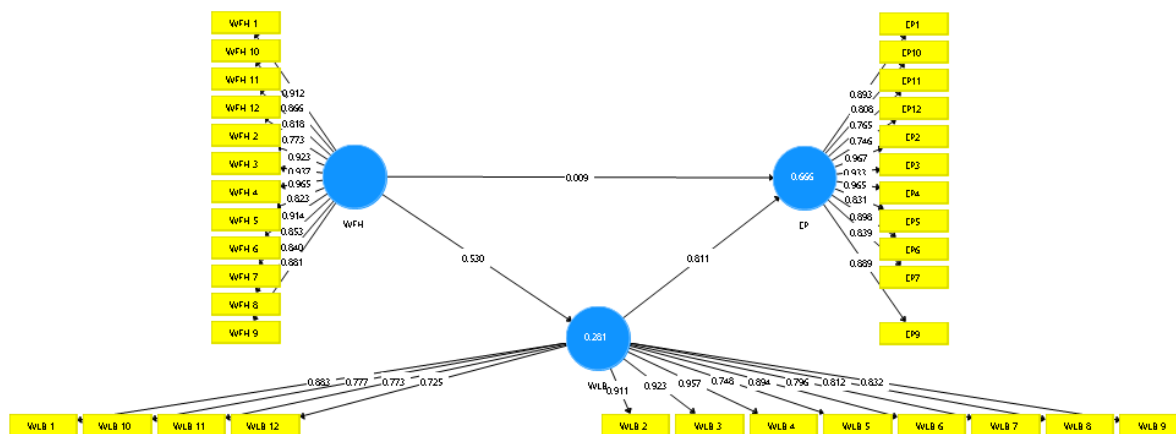 WFH 1
WFH 10
WFH 11
WFH 12
WFH 2
WFH 3
WFH 4
WFH 5
WFH 6
WFH 7
WFH 8
WFH 9
0.912
0.866
0.818
0.773
0.923
0.937
0.965
0.823
0.914
0.853
0.840
0.881
WFH
0.009
0.530
0.811
0.666
EP
0.893
0.808
0.765
0.746
0.967
0.933
0.965
0.831
0.898
0.839
0.889
EP1
EP10
EP11
EP12
EP2
EP3
EP4
EP5
EP6
EP7
EP9
0.281
WLB
0.883
0.777
0.773
0.725
0.911
0.923
0.957
0.748
0.894
0.796
0.812
0.832
WLB 1
WLB 10
WLB 11
WLB 12
WLB 2
WLB 3
WLB 4
WLB 5
WLB 6
WLB 7
WLB 8
WLB 9